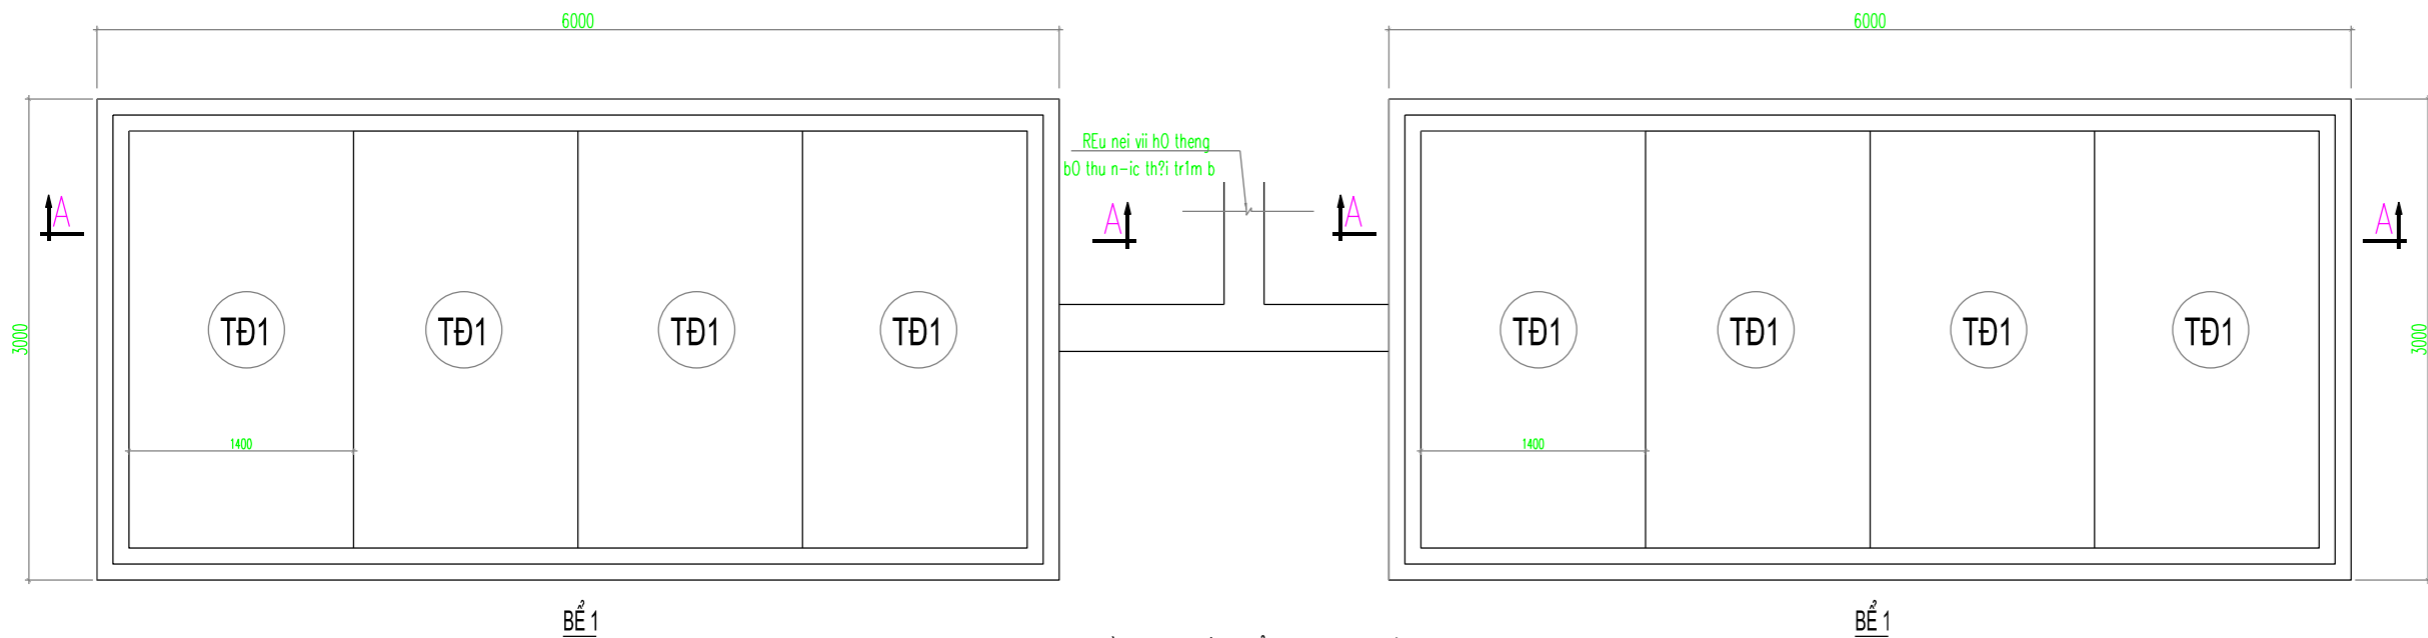 6000
6000
REu nei vii hO theng
bO thu n-ic th?i tr1m b
A
A
A
A
3000
TĐ1
TĐ1
TĐ1
TĐ1
TĐ1
TĐ1
TĐ1
TĐ1
3000
1400
1400
BỂ 1
BỂ 1